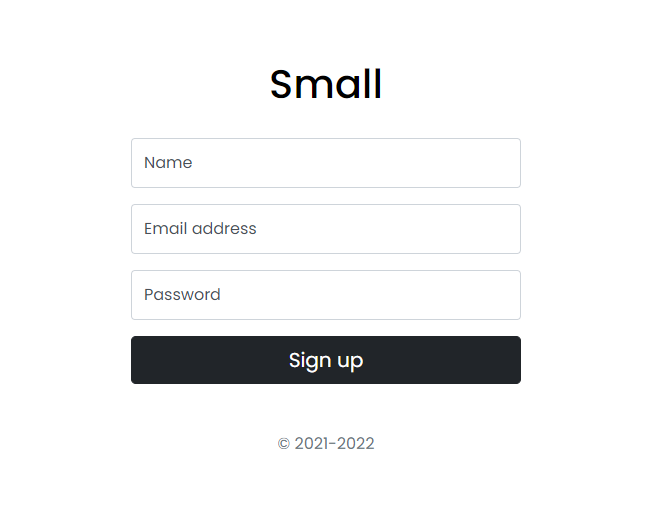 Small
Name
Email address
Password
Sign up
© 2021-2022